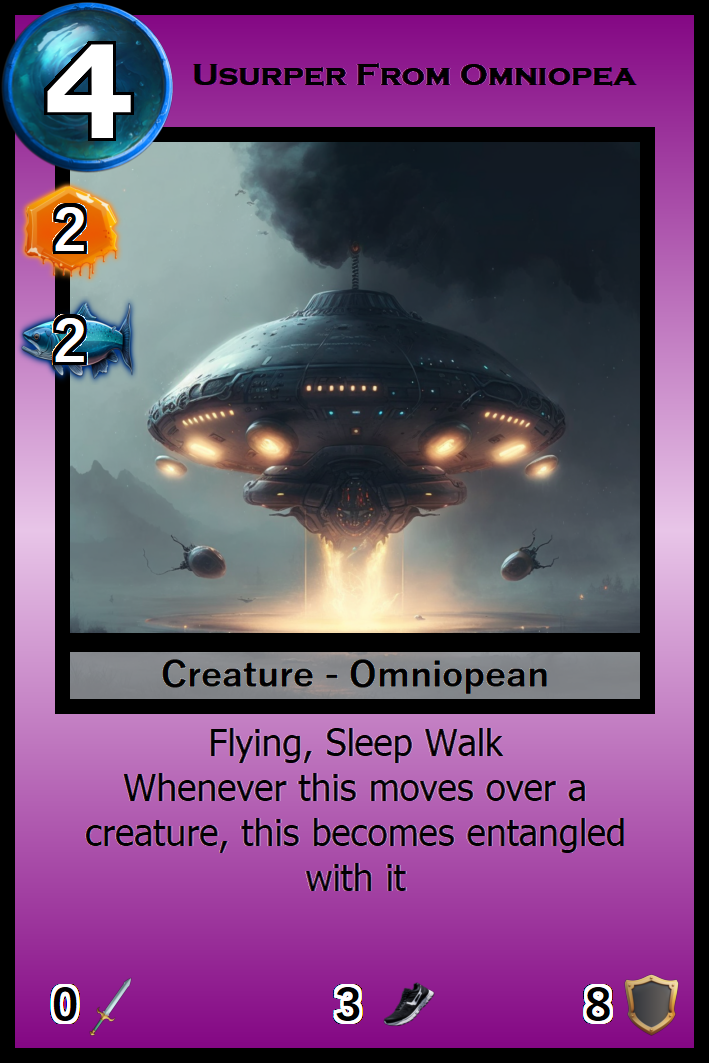 4
Usurper From Omniopea
2
2
Creature - Omniopean
Flying, Sleep Walk
Whenever this moves over a
creature, this becomes entangled
with it
0 3 8